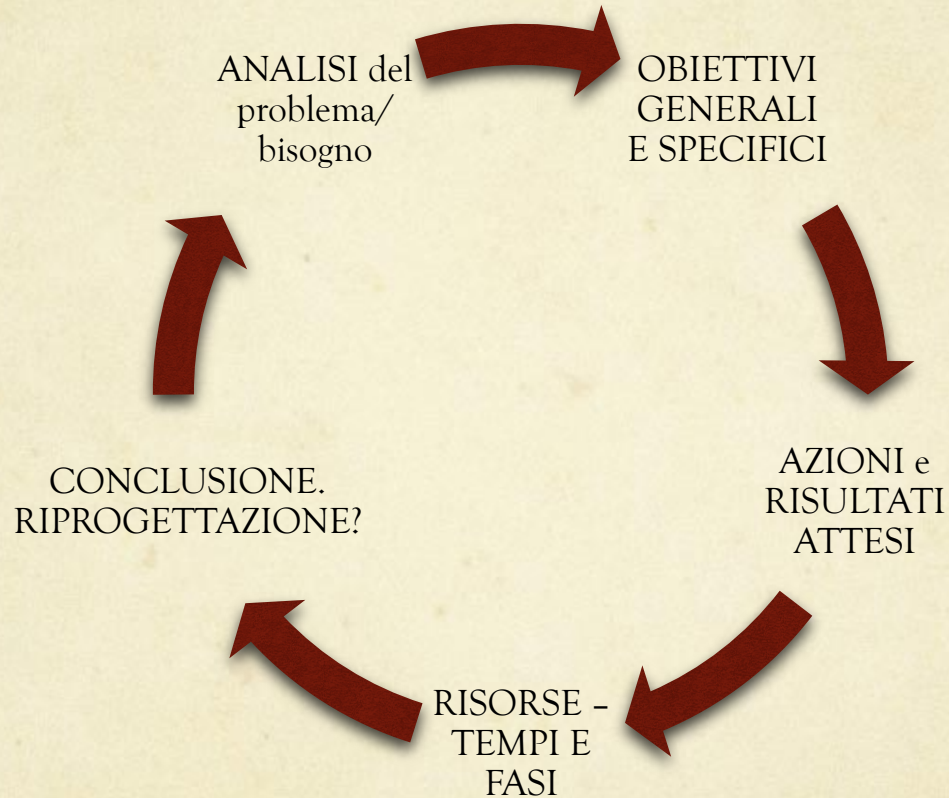 ANALISI del
problema/
bisogno
OBIETTIVI
GENERALI
E SPECIFICI
AZIONI e
RISULTATI
ATTESI
RISORSE –
TEMPI E
FASI
CONCLUSIONE.
RIPROGETTAZIONE?